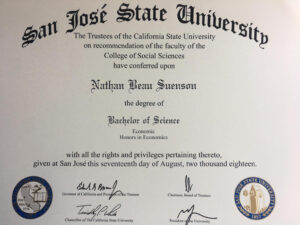 San José State University
The Trustees of the California State University
on recommendation of the faculty of the
College of Social Sciences
have conferred upon
Nathan Beau Suenson
the degree of
Bachelor of Science
Economic
Honors in Economics
with all the rights and privileges pertaining thereto,
given at San José this seventeenth day of August, two thousand eighteen.
Governor of California and President of the Trustees
Chairman, Board of Trustees
Chancellor of The California State University
President of the University